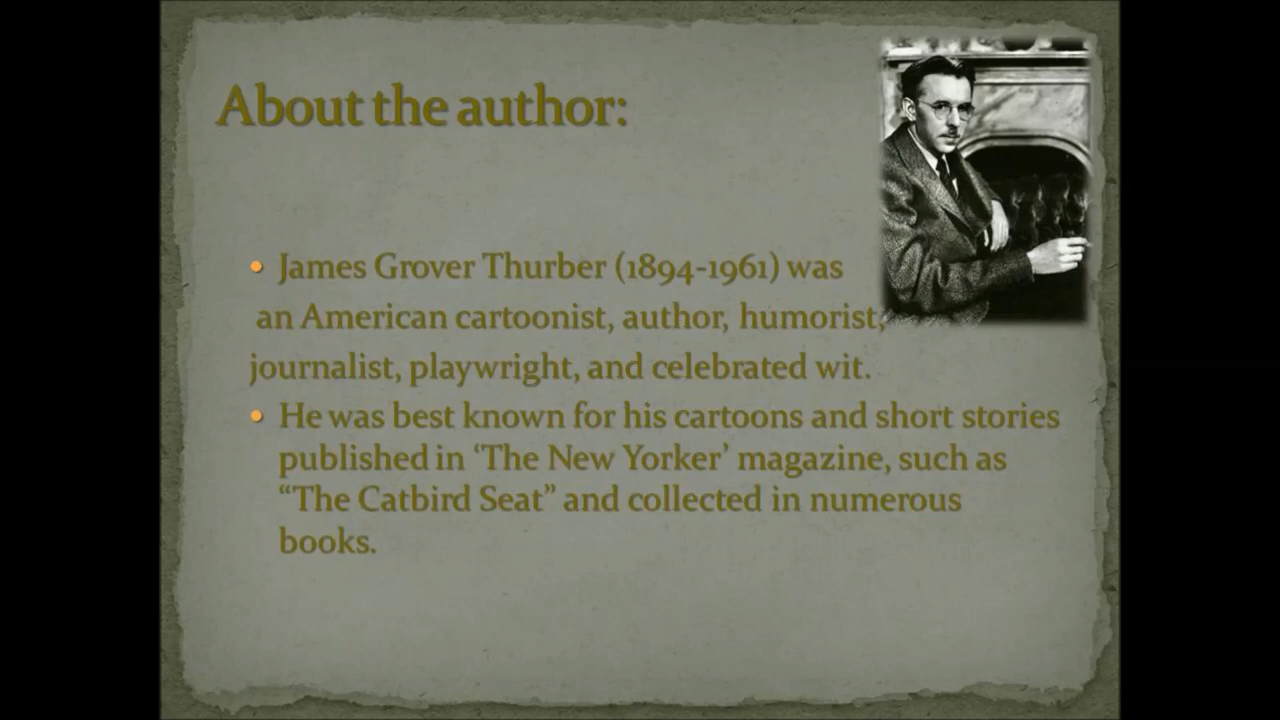 About the author:
• James Grover Thurber (1894-1961) was
an American cartoonist, author, humorist,
journalist, playwright, and celebrated wit.
• He was best known for his cartoons and short stories
published in ‘The New Yorker’ magazine, such as
“The Catbird Seat” and collected in numerous
books.